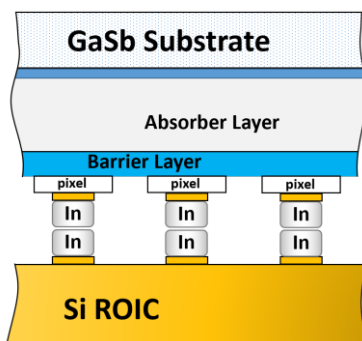 GaSb Substrate
Absorber Layer
Barrier Layer
pixel pixel pixel
In In In
In In In
Si ROIC